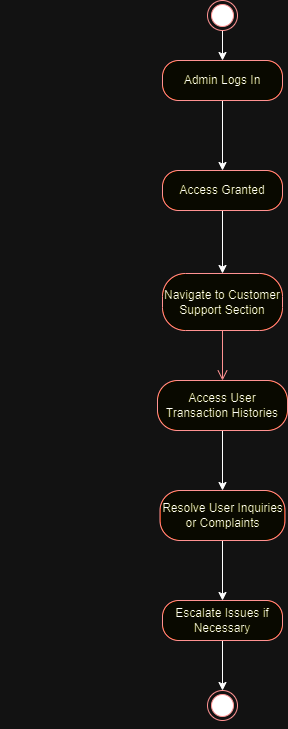 Admin Logs In
Access Granted
Navigate to Customer
Support Section
Access User
Transaction Histories
Resolve User Inquiries
or Complaints
Escalate Issues if
Necessary